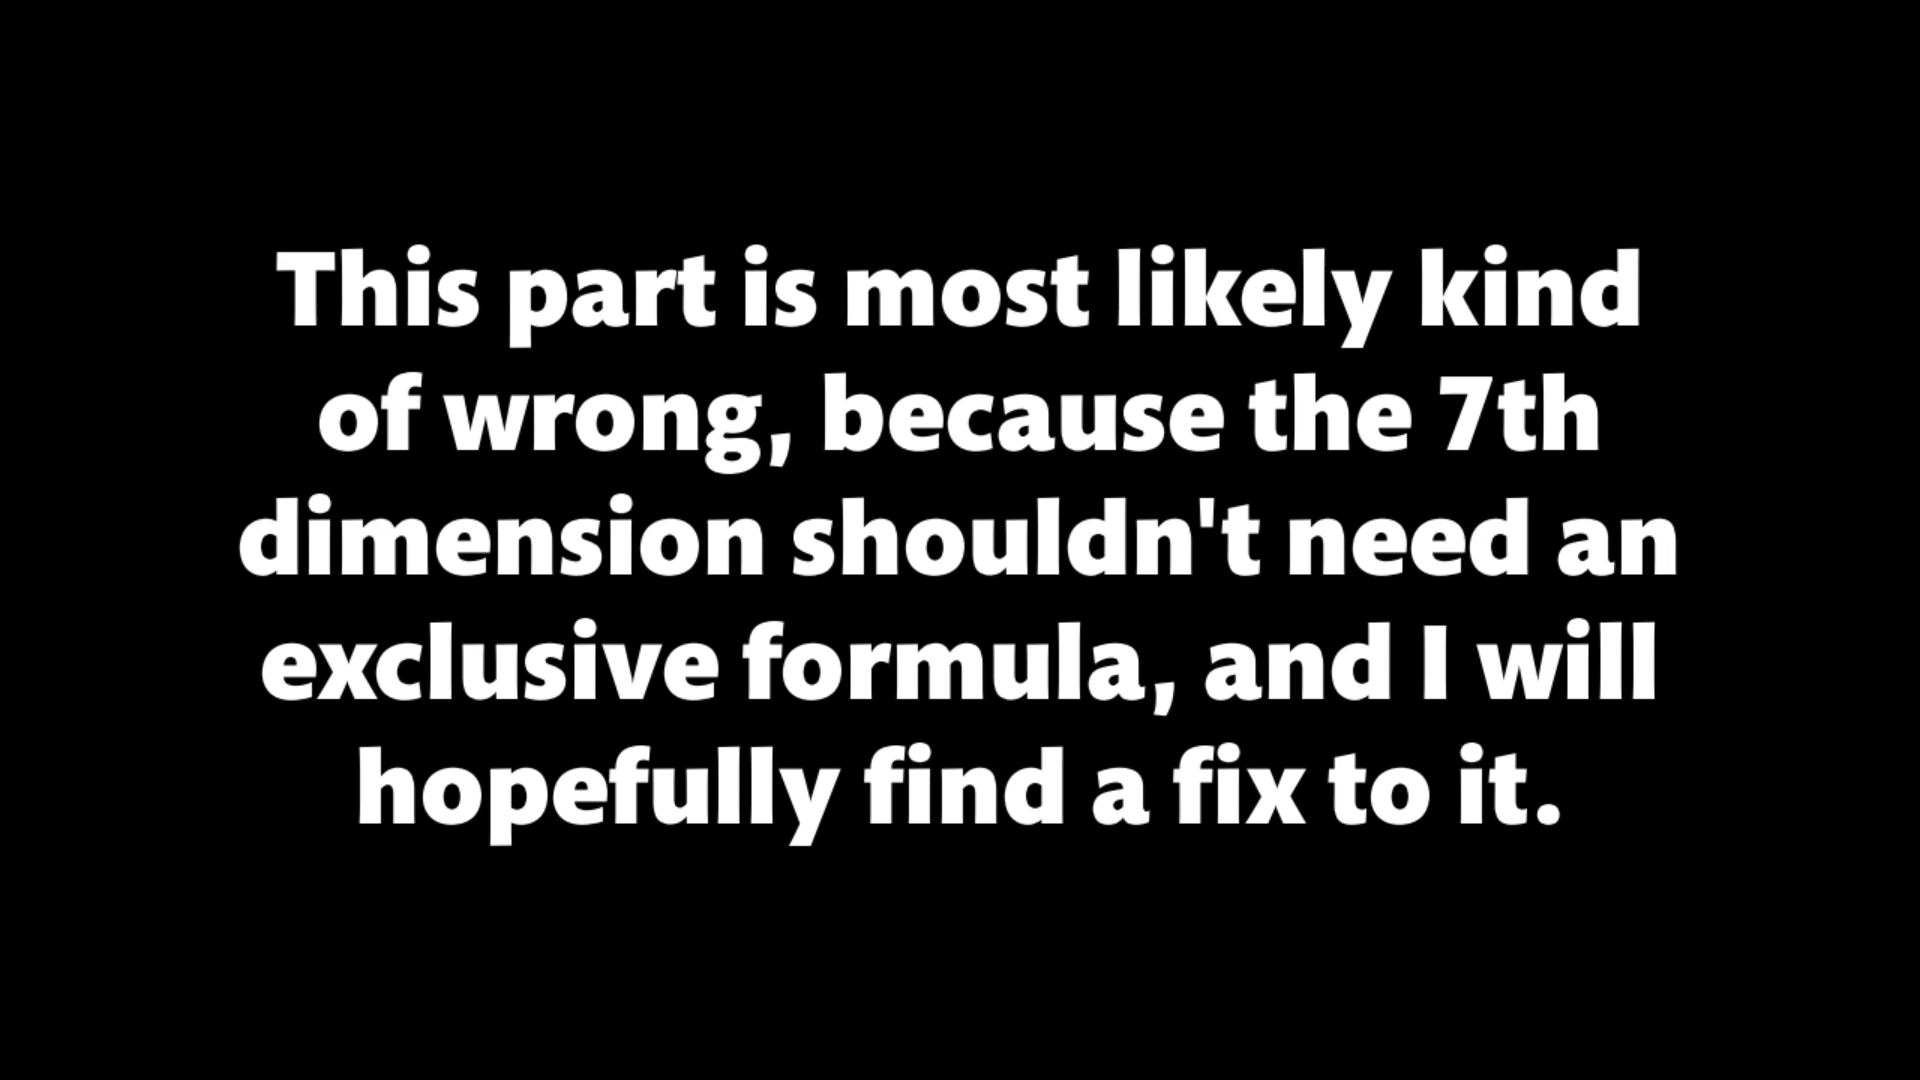 This part is most likely kind
of wrong, because the 7th
dimension shouldn't need an
exclusive formula, and I will
hopefully find a fix to it.